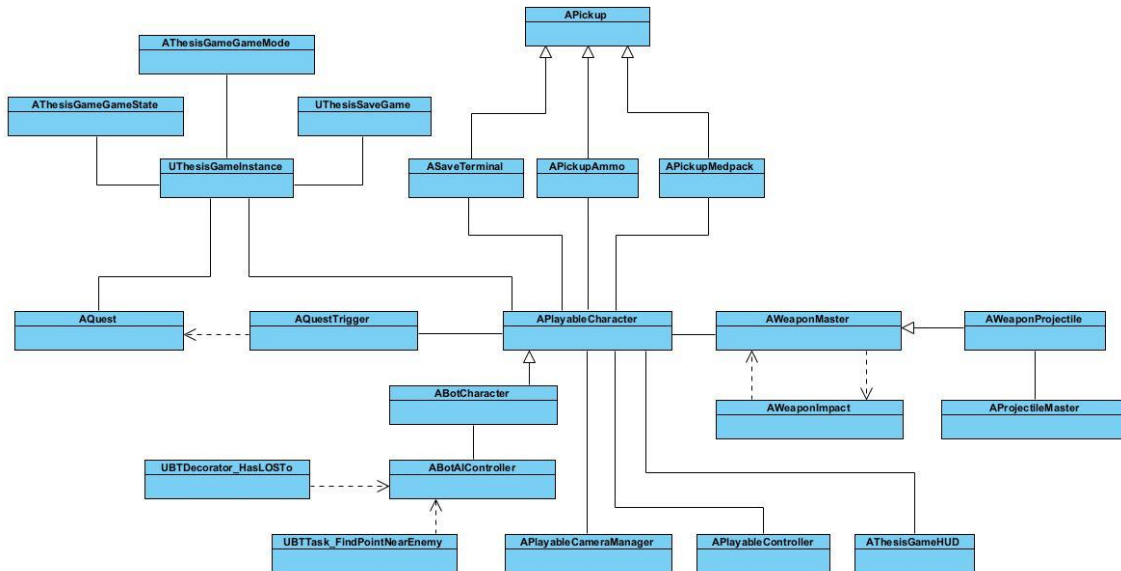 APickup
AThesisGameGameMode
AThesisGameGameState
UThesisSaveGame
UThesisGameInstance
ASaveTerminal
APickupAmmo
APickupMedpack
AQuest
AQuestTrigger
APlayableCharacter
AWeaponMaster
AWeaponProjectile
ABotCharacter
AWeaponImpact
AProjectileMaster
UBTDecorator_HasLOSTo
ABotAIController
UBTTask_FindPointNearEnemy
APlayableCameraManager
APlayableController
AThesisGameHUD